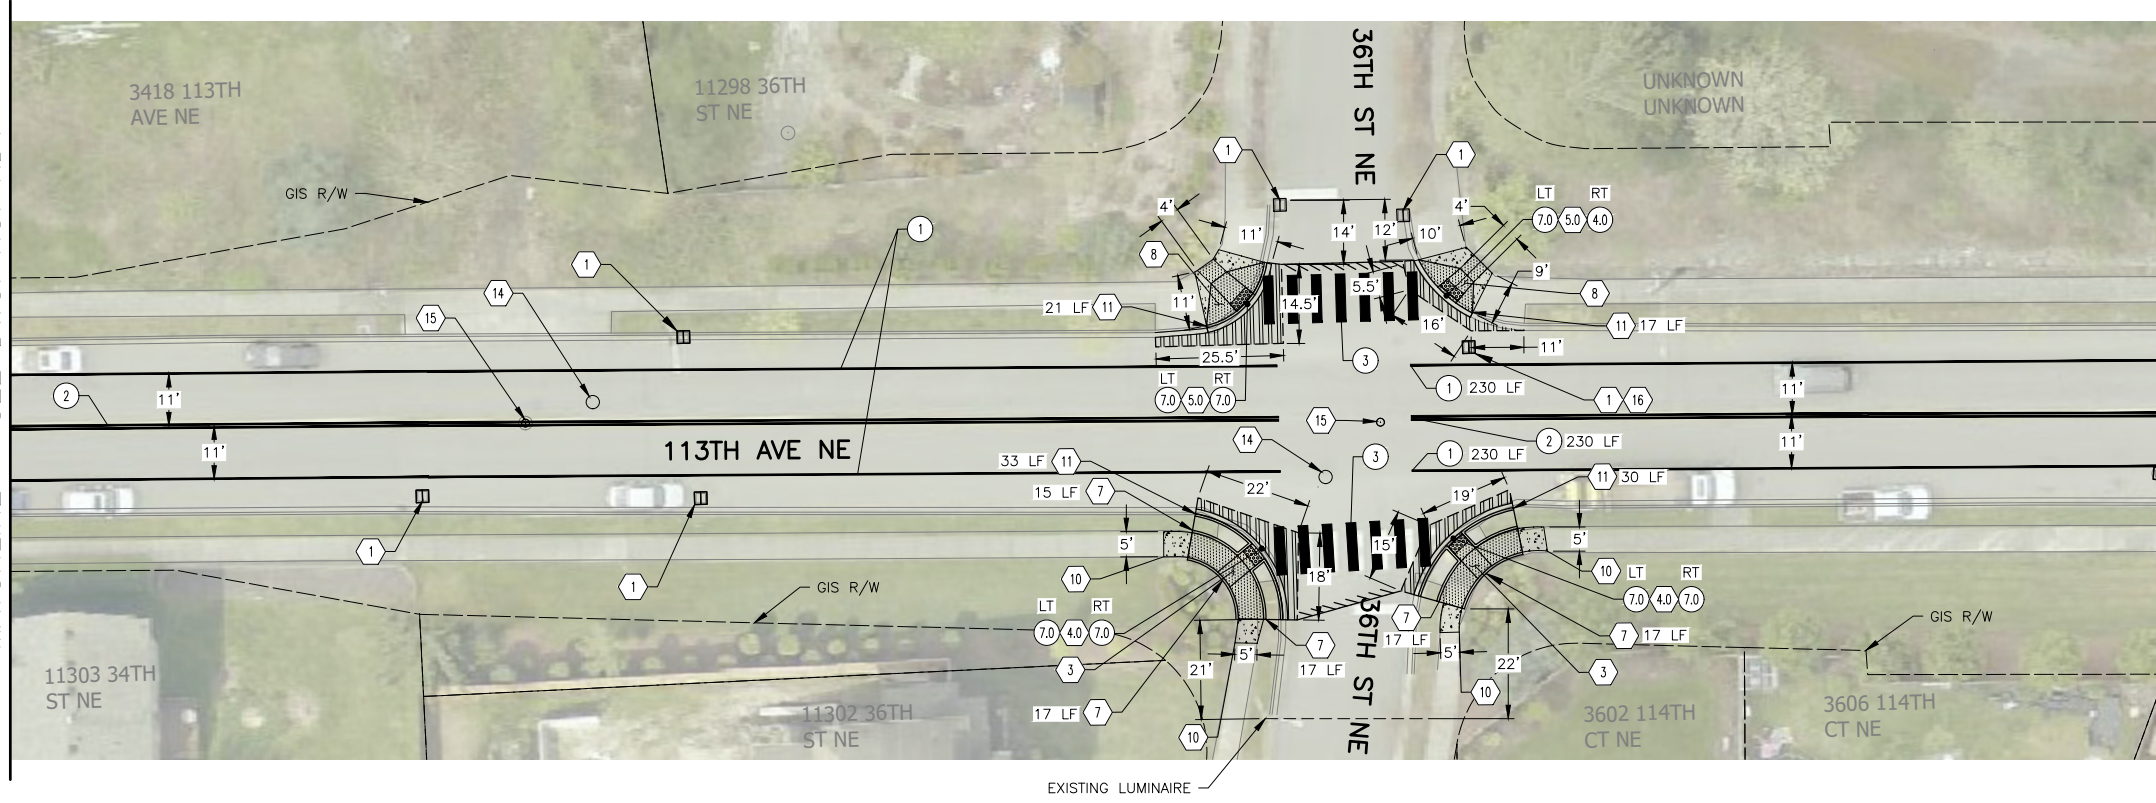 36TH ST NE
3418 113TH
AVE NE
11298 36TH
ST NE
UNKNOWN
UNKNOWN
GIS R/W
1
1
1
4'
11'
14'
12'
10'
4'
LT RT
7.0 5.0 4.0
8
1
14
15
9'
8
21 LF 11
11'
14.5'
5.5'
16'
11 17 LF
25.5'
11'
3
LT RT
7.0 5.0 7.0
1 230 LF
1 16
11'
2
11'
15
2 230 LF
11'
113TH AVE NE
14
3
1 230 LF
11'
33 LF 11
22'
19'
11 30 LF
15 LF 7
5'
15'
5'
1
10
18'
10
1
GIS R/W
LT RT
7.0 4.0 7.0
LT RT
7.0 4.0 7.0
7
17 LF
7 17 LF
GIS R/W
7
17 LF
36TH ST NE
21'
5'
5'
22'
3
3
10
17 LF 7
10
11303 34TH
ST NE
11302 36TH
ST NE
3602 114TH
CT NE
3606 114TH
CT NE
EXISTING LUMINAIRE